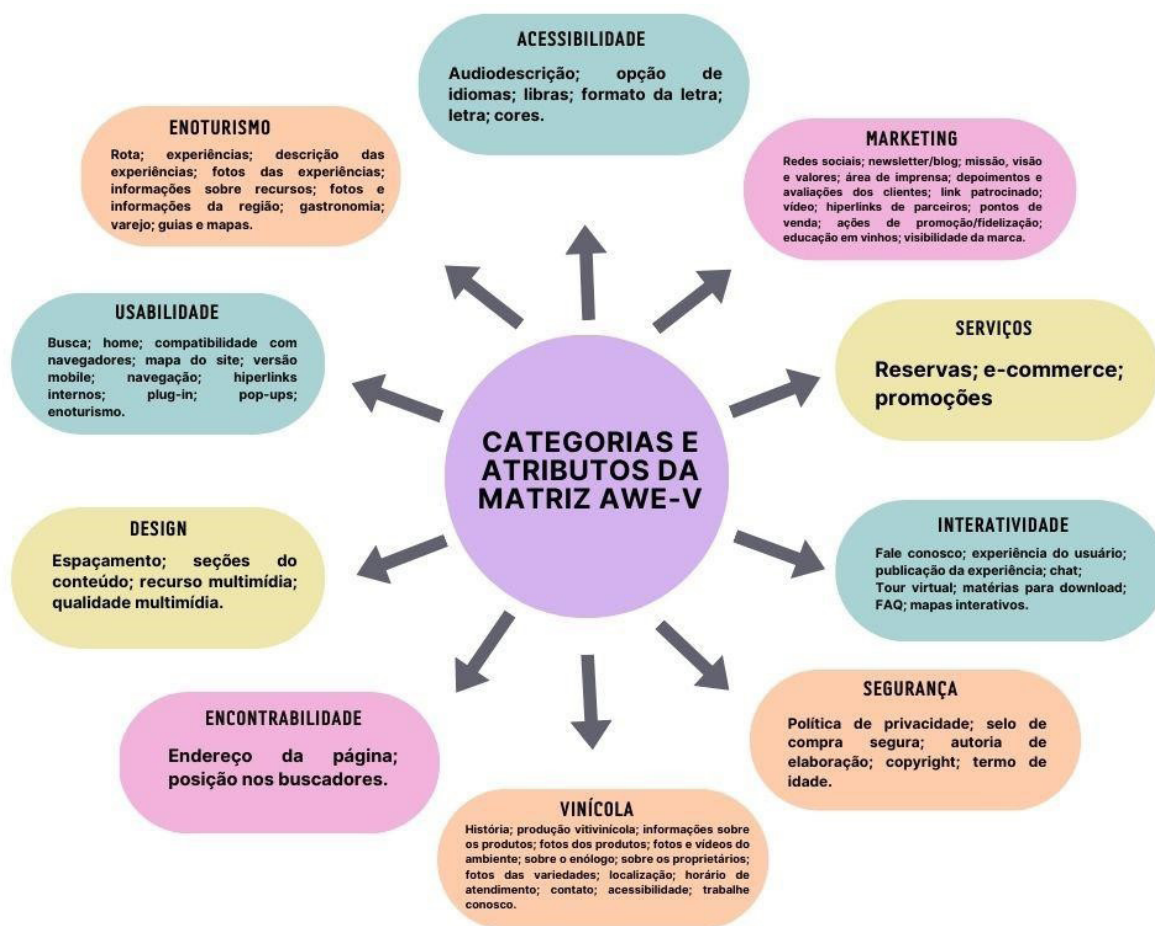 ACESSIBILIDADE
Audiodescrição; opção de
idiomas; libras; formato da letra;
letra; cores.
ENOTURISMO
Rota; experiências; descrição das
experiências; fotos das experiências;
informações sobre recursos; fotos e
informações da região; gastronomia;
varejo; guias e mapas.
MARKETING
Redes sociais; newsletter/blog; missão, visão
e valores; área de imprensa; depoimentos e
avaliações dos clientes; link patrocinado;
vídeo; hiperlinks de parceiros; pontos de
venda; ações de promoção/fidelização;
educação em vinhos; visibilidade da marca.
USABILIDADE
Busca; home; compatibilidade com
navegadores; mapa do site; versão
mobile; navegação; hiperlinks
internos; plug-in; pop-ups;
enoturismo.
SERVIÇOS
Reservas; e-commerce;
promoções
CATEGORIAS E
ATRIBUTOS DA
MATRIZ AWE-V
DESIGN
Espaçamento; seções do
conteúdo; recurso multimídia;
qualidade multimídia.
INTERATIVIDADE
Fale conosco; experiência do usuário;
publicação da experiência; chat;
Tour virtual; matérias para download;
FAQ; mapas interativos.
ENCONTRABILIDADE
Endereço da página;
posição nos buscadores.
SEGURANÇA
Política de privacidade; selo de
compra segura; autoria de
elaboração; copyright; termo de
idade.
VINÍCOLA
História; produção vitivinícola; informações sobre
os produtos; fotos dos produtos; fotos e vídeos do
ambiente; sobre o enólogo; sobre os proprietários;
fotos das variedades; localização; horário de
atendimento; contato; acessibilidade; trabalhe
conosco.